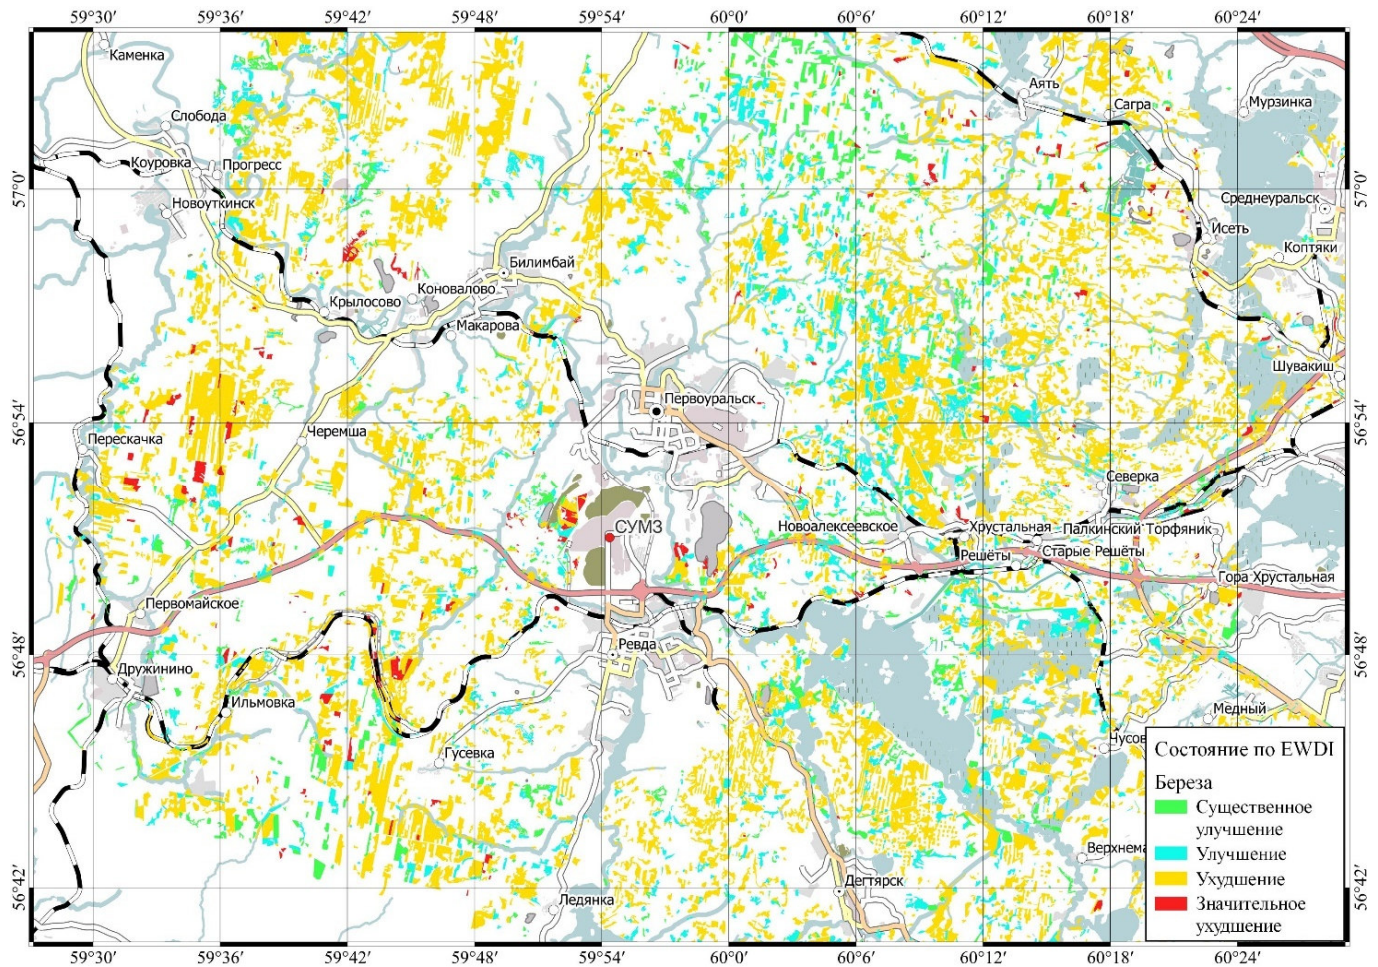 59°30' 59°36' 59°42' 59°48' 59°54' 60°0' 60°6' 60°12' 60°18' 60°24'
Каменка
Аять
Сагра
Мурзинка
Слобода
Коуровка
Прогресс
57°0'
57°0'
Новоуткинск
Среднеуральск
Исеть
Коптяки
Билимбай
Коновалово
Крылосово
Макарова
Шувакиш
Первоуральск
56°54'
56°54'
Черемша
Перескачка
Северка
СУМЗ
Новоалексеевское
Хрустальная
Палкинский Торфяник
Решёты
Старые Решёты
Гора Хрустальная
Первомайское
56°48'
56°48'
Ревда
Дружинино
Ильмовка
Медный
Гусевка
Чусов
Состояние по EWDI
Береза
Существенное
улучшение
Улучшение
Ухудшение
Значительное
ухудшение
Верхнема
56°42'
56°42'
Дегтярск
Ледянка
59°30' 59°36' 59°42' 59°48' 59°54' 60°0' 60°6' 60°12' 60°18' 60°24'